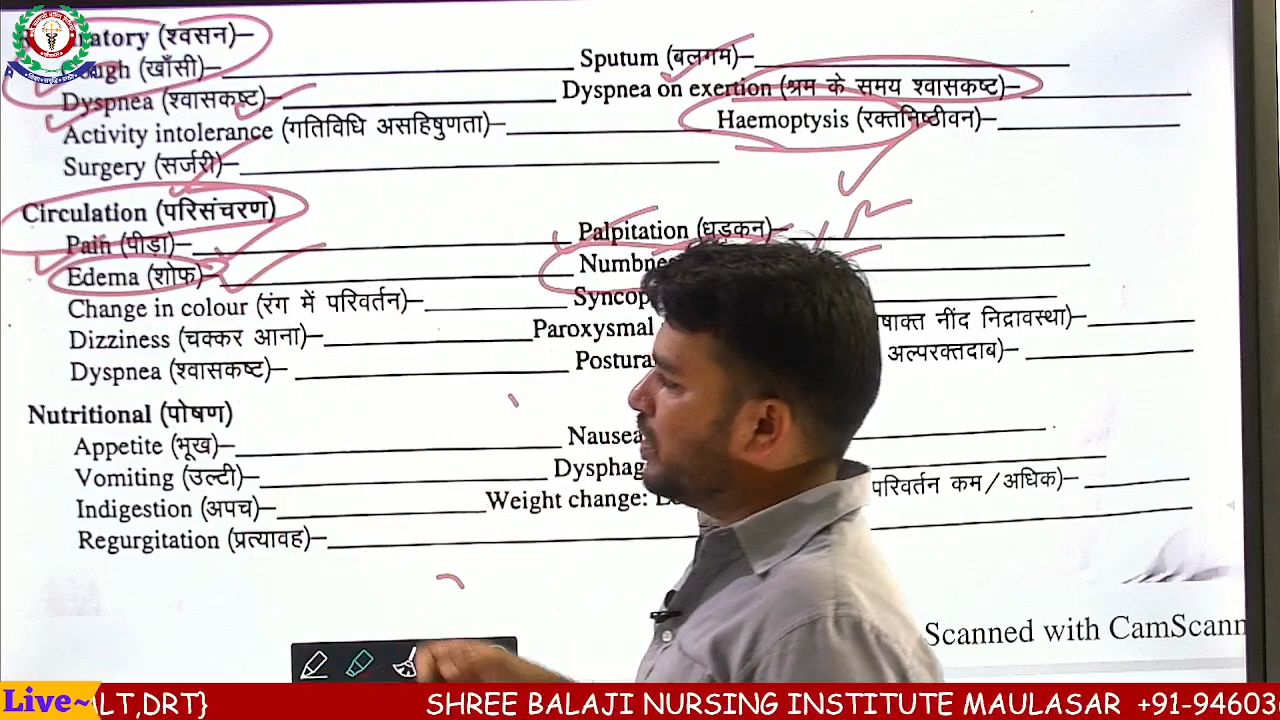 atory (श्वसन)–
Cough (खाँसी)– Sputum (बलगम)–
Dyspnea (श्वासकष्ट)– Dyspnea on exertion (श्रम के समय श्वासकष्ट)–
Activity intolerance (गतिविधि असहिषुणता)– Haemoptysis (रक्तनिष्ठीवन)–
Surgery (सर्जरी)–
Circulation (परिसंचरण)
Pain (पीड़ा)– Palpitation (धड़कन)–
Edema (शोफ)– Numbne
Change in colour (रंग में परिवर्तन)– Syncop
Dizziness (चक्कर आना)– Paroxysmal षाक्त नींद निद्रावस्था)–
Dyspnea (श्वासकष्ट)– Postura अल्परक्तदाब)–
Nutritional (पोषण)
Appetite (भूख)– Nausea
Vomiting (उल्टी)– Dysphag
Indigestion (अपच)– Weight change: परिवर्तन कम/अधिक)–
Regurgitation (प्रत्यावह)–
Scanned with CamScann
Live~ LT,DRT} SHREE BALAJI NURSING INSTITUTE MAULASAR +91-94603